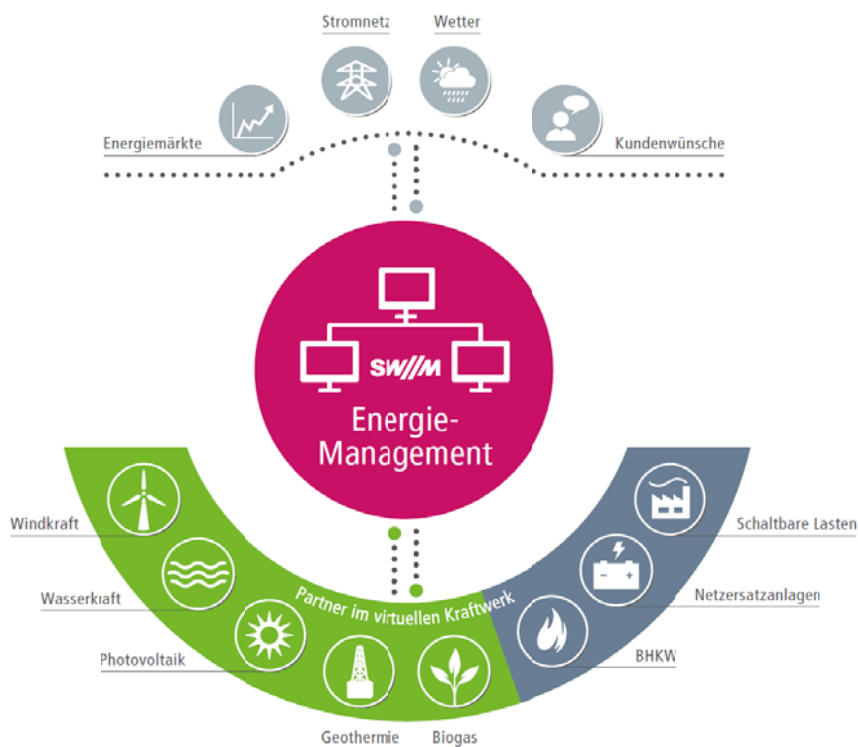 Stromnetz
Wetter
Energiemärkte
Kundenwünsche
SW//M
Energie-
Management
Windkraft
Schaltbare Lasten
Wasserkraft
Netzersatzanlagen
Partner im virtuellen Kraftwerk
Photovoltaik
BHKW
Geothermie
Biogas